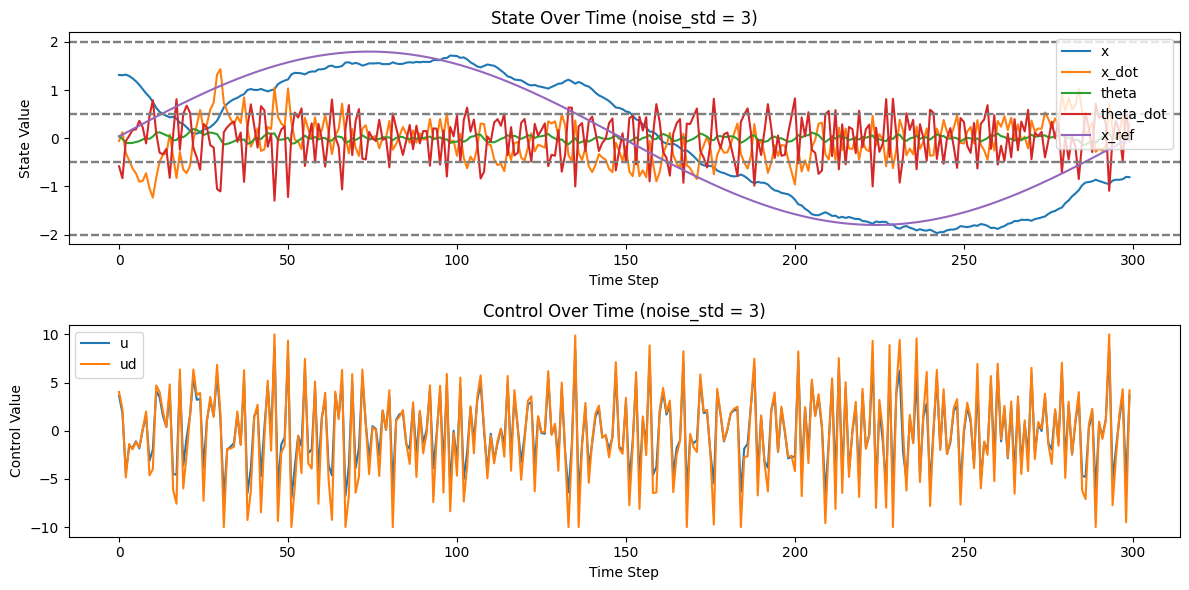 State Over Time (noise_std = 3)
State Value
2
1
0
−1
−2
x
x_dot
theta
theta_dot
x_ref
0
50
100
150
200
250
300
Time Step
Control Over Time (noise_std = 3)
Control Value
10
5
0
−5
−10
u
ud
0
50
100
150
200
250
300
Time Step